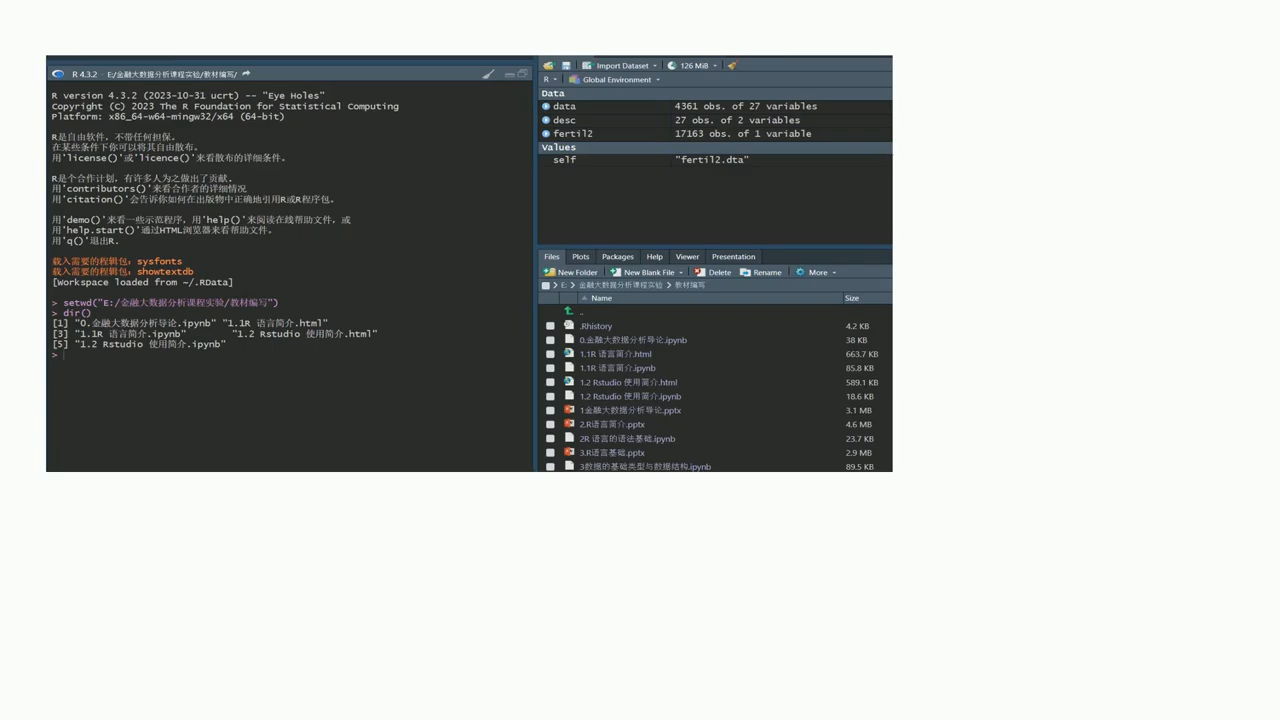 R 4.3.2 · E:/金融大数据分析课程实验/教材编写/
R version 4.3.2 (2023-10-31 ucrt) -- "Eye Holes"
Copyright (C) 2023 The R Foundation for Statistical Computing
Platform: x86_64-w64-mingw32/x64 (64-bit)
R是自由软件，不带任何担保。
在某些条件下你可以将其自由散布。
用'license()'或'licence()'来看散布的详细条件。
R是个合作计划，有许多人为之做出了贡献.
用'contributors()'来看合作者的详细情况
用'citation()'会告诉你如何在出版物中正确地引用R或R程序包。
用'demo()'来看一些示范程序，用'help()'来阅读在线帮助文件，或
用'help.start()'通过HTML浏览器来看帮助文件。
用'q()'退出R.
载入需要的程辑包：sysfonts
载入需要的程辑包：showtextdb
[Workspace loaded from ~/.RData]
> setwd("E:/金融大数据分析课程实验/教材编写")
> dir()
[1] "0.金融大数据分析导论.ipynb" "1.1R 语言简介.html"
[3] "1.1R 语言简介.ipynb" "1.2 Rstudio 使用简介.html"
[5] "1.2 Rstudio 使用简介.ipynb"
>
Import Dataset 126 MiB
R Global Environment
Data
data 4361 obs. of 27 variables
desc 27 obs. of 2 variables
fertil2 17163 obs. of 1 variable
Values
self "fertil2.dta"
Files Plots Packages Help Viewer Presentation
New Folder New Blank File Delete Rename More
E: 金融大数据分析课程实验 教材编写
Name Size
..
.Rhistory 4.2 KB
0.金融大数据分析导论.ipynb 38 KB
1.1R 语言简介.html 663.7 KB
1.1R 语言简介.ipynb 85.8 KB
1.2 Rstudio 使用简介.html 589.1 KB
1.2 Rstudio 使用简介.ipynb 18.6 KB
1金融大数据分析导论.pptx 3.1 MB
2.R语言简介.pptx 4.6 MB
2R 语言的语法基础.ipynb 23.7 KB
3.R语言基础.pptx 2.9 MB
3数据的基础类型与数据结构.ipynb 89.5 KB